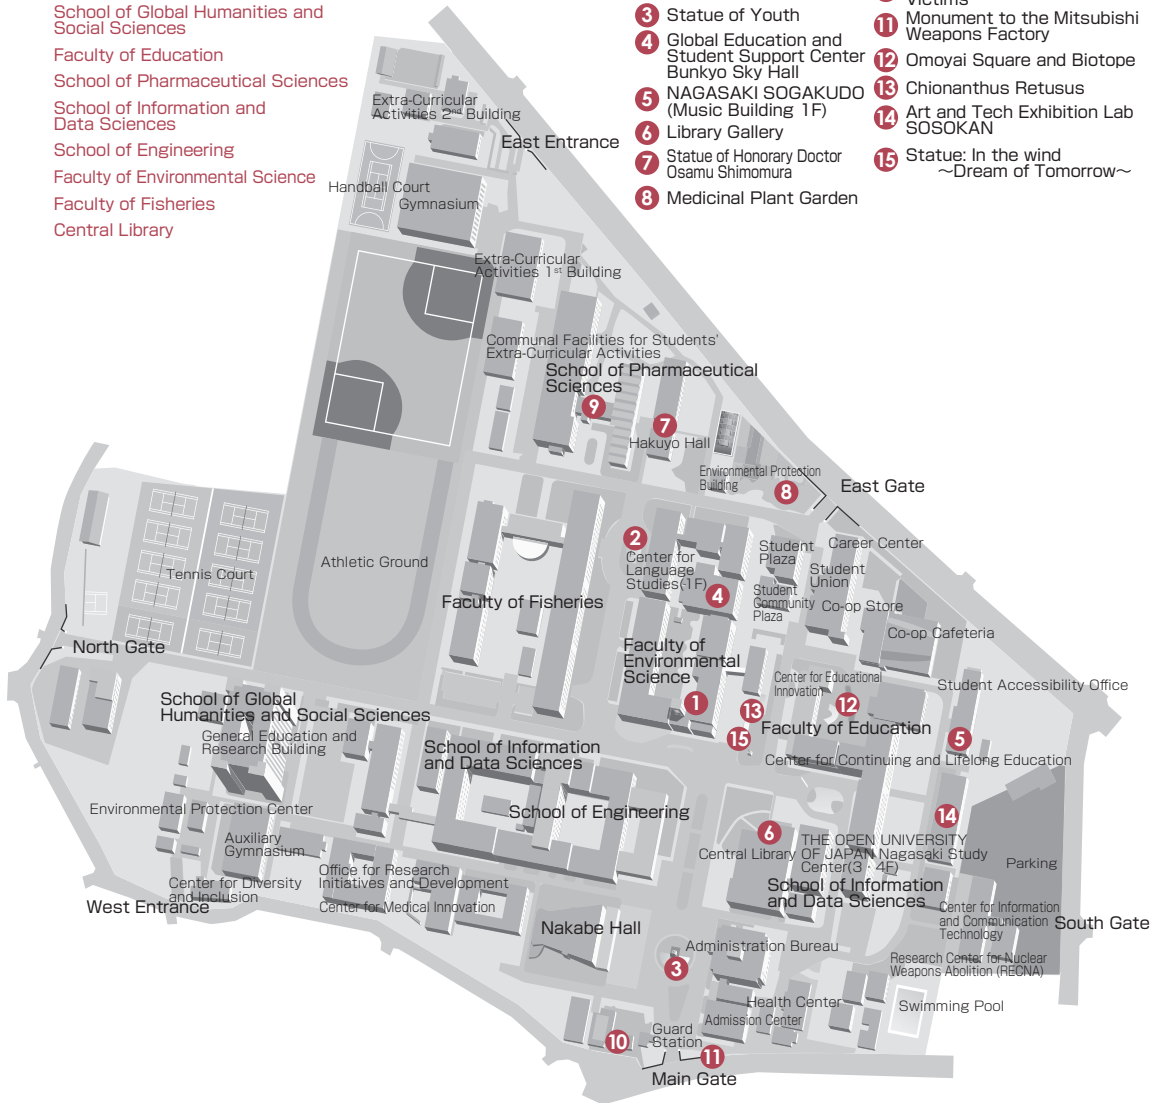 School of Global Humanities and
Social Sciences
Faculty of Education
School of Pharmaceutical Sciences
School of Information and
Data Sciences
School of Engineering
Faculty of Environmental Science
Faculty of Fisheries
Central Library
3 Statue of Youth
4 Global Education and
Student Support Center
Bunkyo Sky Hall
5 NAGASAKI SOGAKUDO
(Music Building 1F)
6 Library Gallery
7 Statue of Honorary Doctor
Osamu Shimomura
8 Medicinal Plant Garden
Victims
11 Monument to the Mitsubishi
Weapons Factory
12 Omoyai Square and Biotope
13 Chionanthus Retusus
14 Art and Tech Exhibition Lab
SOSOKAN
15 Statue: In the wind
～Dream of Tomorrow～
Extra-Curricular
Activities 2nd Building
East Entrance
Handball Court
Gymnasium
Extra-Curricular
Activities 1st Building
Communal Facilities for Students'
Extra-Curricular Activities
School of Pharmaceutical
Sciences
9
7
Hakuyo Hall
Environmental Protection
Building
8
East Gate
2
Center for
Language
Studies(1F)
4
Student
Plaza
Career Center
Student
Union
Student
Community
Plaza
Co-op Store
Co-op Cafeteria
Athletic Ground
Tennis Court
Faculty of Fisheries
North Gate
Faculty of
Environmental
Science
1
13
15
Center for Educational
Innovation
12
Student Accessibility Office
Faculty of Education
5
Center for Continuing and Lifelong Education
School of Global
Humanities and Social Sciences
General Education and
Research Building
School of Information
and Data Sciences
School of Engineering
Environmental Protection Center
Auxiliary
Gymnasium
Office for Research
Initiatives and Development
Center for Diversity
and Inclusion
Center for Medical Innovation
West Entrance
6
Central Library
THE OPEN UNIVERSITY
OF JAPAN Nagasaki Study
Center(3・4F)
14
Parking
School of Information
and Data Sciences
Center for Information
and Communication
Technology
South Gate
Nakabe Hall
Administration Bureau
3
Research Center for Nuclear
Weapons Abolition (RECNA)
Health Center
Swimming Pool
Admission Center
Guard
Station
10
11
Main Gate